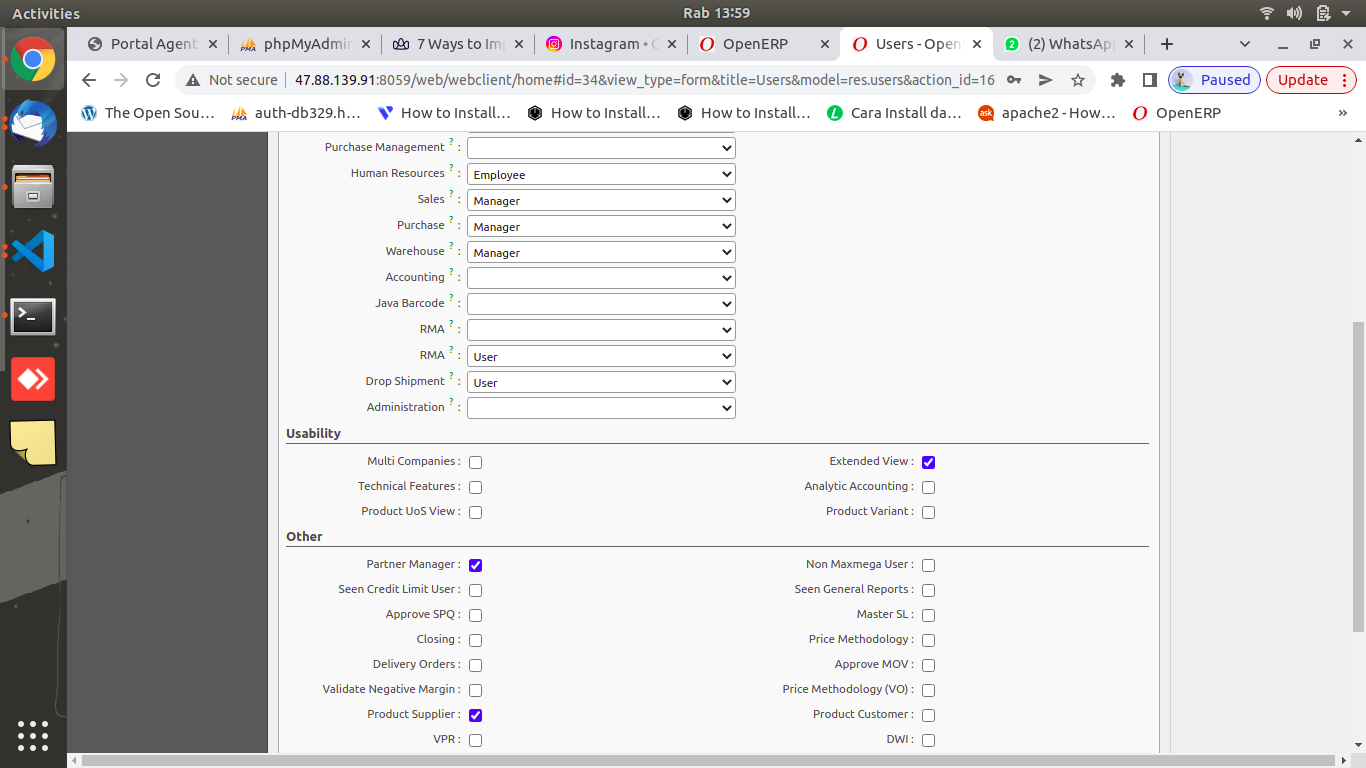 Activities
Rab 13:59
Portal Agent
phpMyAdmin
7 Ways to Im
Instagram • C
OpenERP
Users - Open
(2) WhatsAp
Not secure
47.88.139.91:8059/web/webclient/home#id=34&view_type=form&title=Users&model=res.users&action_id=16
Paused
Update
The Open Sou...
auth-db329.h...
How to Install...
How to Install...
How to Install...
Cara Install da...
apache2 - How...
OpenERP
»
Purchase Management ? :
Human Resources ? : Employee
Sales ? : Manager
Purchase ? : Manager
Warehouse ? : Manager
Accounting ? :
Java Barcode ? :
RMA ? :
RMA ? : User
Drop Shipment ? : User
Administration ? :
Usability
Multi Companies : Extended View :
Technical Features : Analytic Accounting :
Product UoS View : Product Variant :
Other
Partner Manager : Non Maxmega User :
Seen Credit Limit User : Seen General Reports :
Approve SPQ : Master SL :
Closing : Price Methodology :
Delivery Orders : Approve MOV :
Validate Negative Margin : Price Methodology (VO) :
Product Supplier : Product Customer :
VPR : DWI :